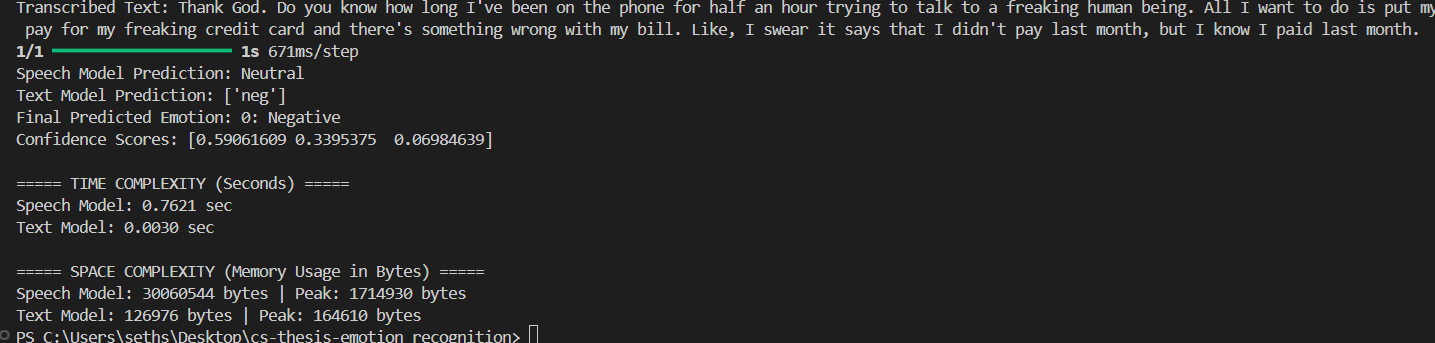 Transcribed Text: Thank God. Do you know how long I've been on the phone for half an hour trying to talk to a freaking human being. All I want to do is put my
pay for my freaking credit card and there's something wrong with my bill. Like, I swear it says that I didn't pay last month, but I know I paid last month.
1/1 ━━━━━━━━━━━━━━━━━━━━ 1s 671ms/step
Speech Model Prediction: Neutral
Text Model Prediction: ['neg']
Final Predicted Emotion: 0: Negative
Confidence Scores: [0.59061609 0.3395375  0.06984639]

===== TIME COMPLEXITY (Seconds) =====
Speech Model: 0.7621 sec
Text Model: 0.0030 sec

===== SPACE COMPLEXITY (Memory Usage in Bytes) =====
Speech Model: 30060544 bytes | Peak: 1714930 bytes
Text Model: 126976 bytes | Peak: 164610 bytes
PS C:\Users\seths\Desktop\cs-thesis-emotion recognition>